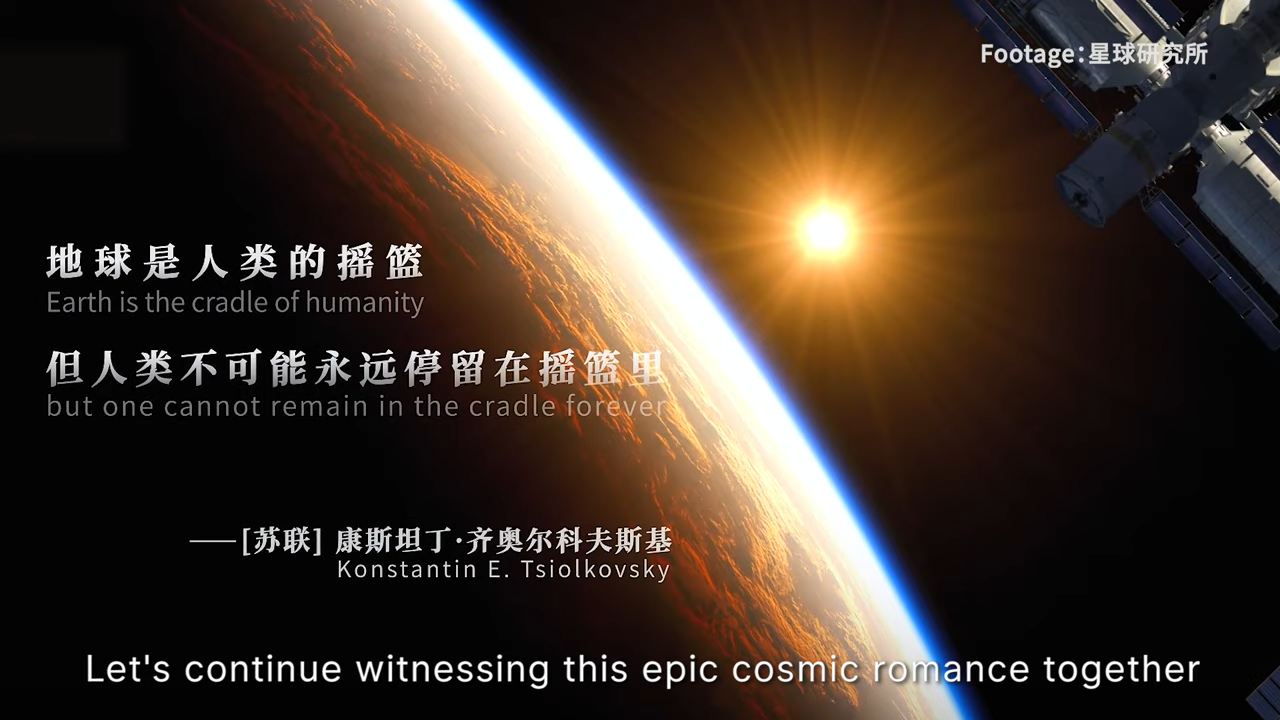 Footage:星球研究所
地球是人类的摇篮
Earth is the cradle of humanity
但人类不可能永远停留在摇篮里
but one cannot remain in the cradle forever
——[苏联] 康斯坦丁·齐奥尔科夫斯基
Konstantin E. Tsiolkovsky
Let's continue witnessing this epic cosmic romance together